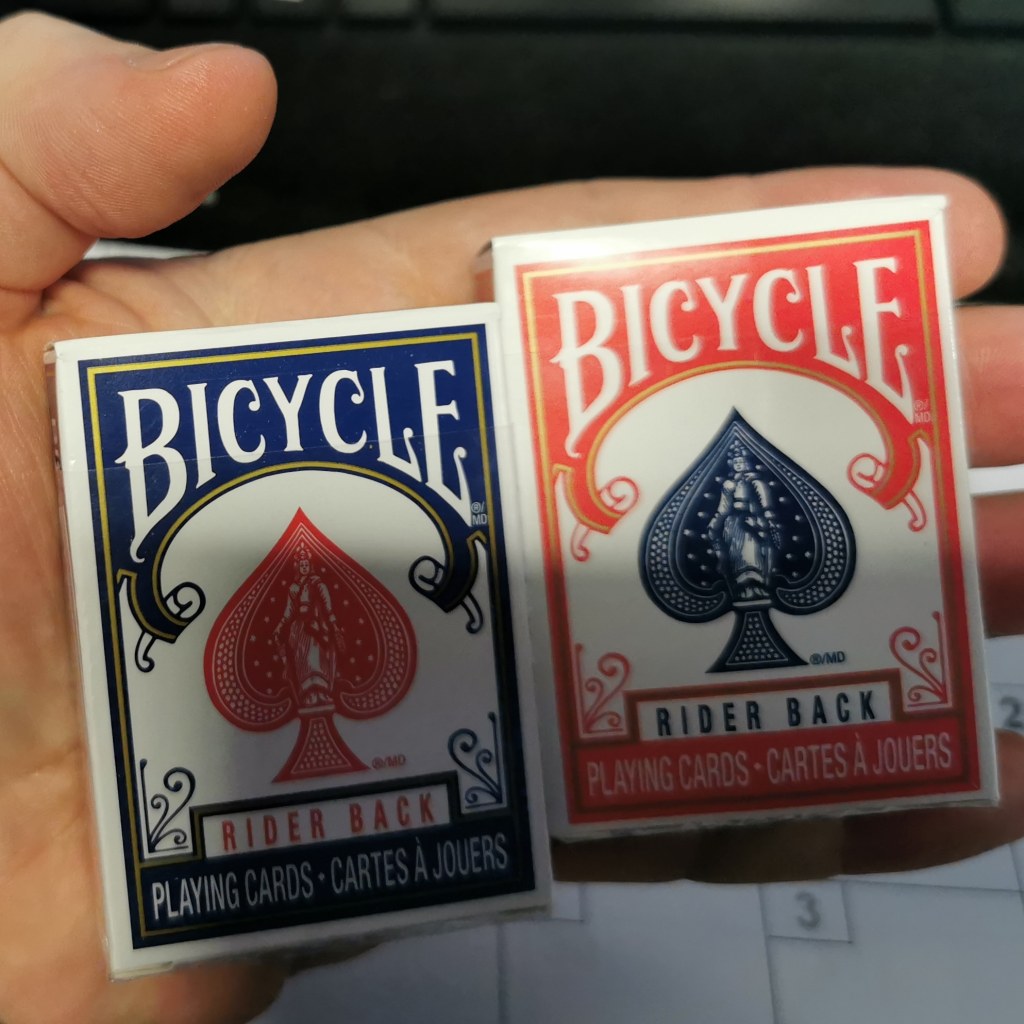 BICYCLE
®/MD
®/MD
RIDER BACK
PLAYING CARDS • CARTES À JOUERS
BICYCLE
®/MD
®/MD
RIDER BACK
PLAYING CARDS • CARTES À JOUERS
2
3